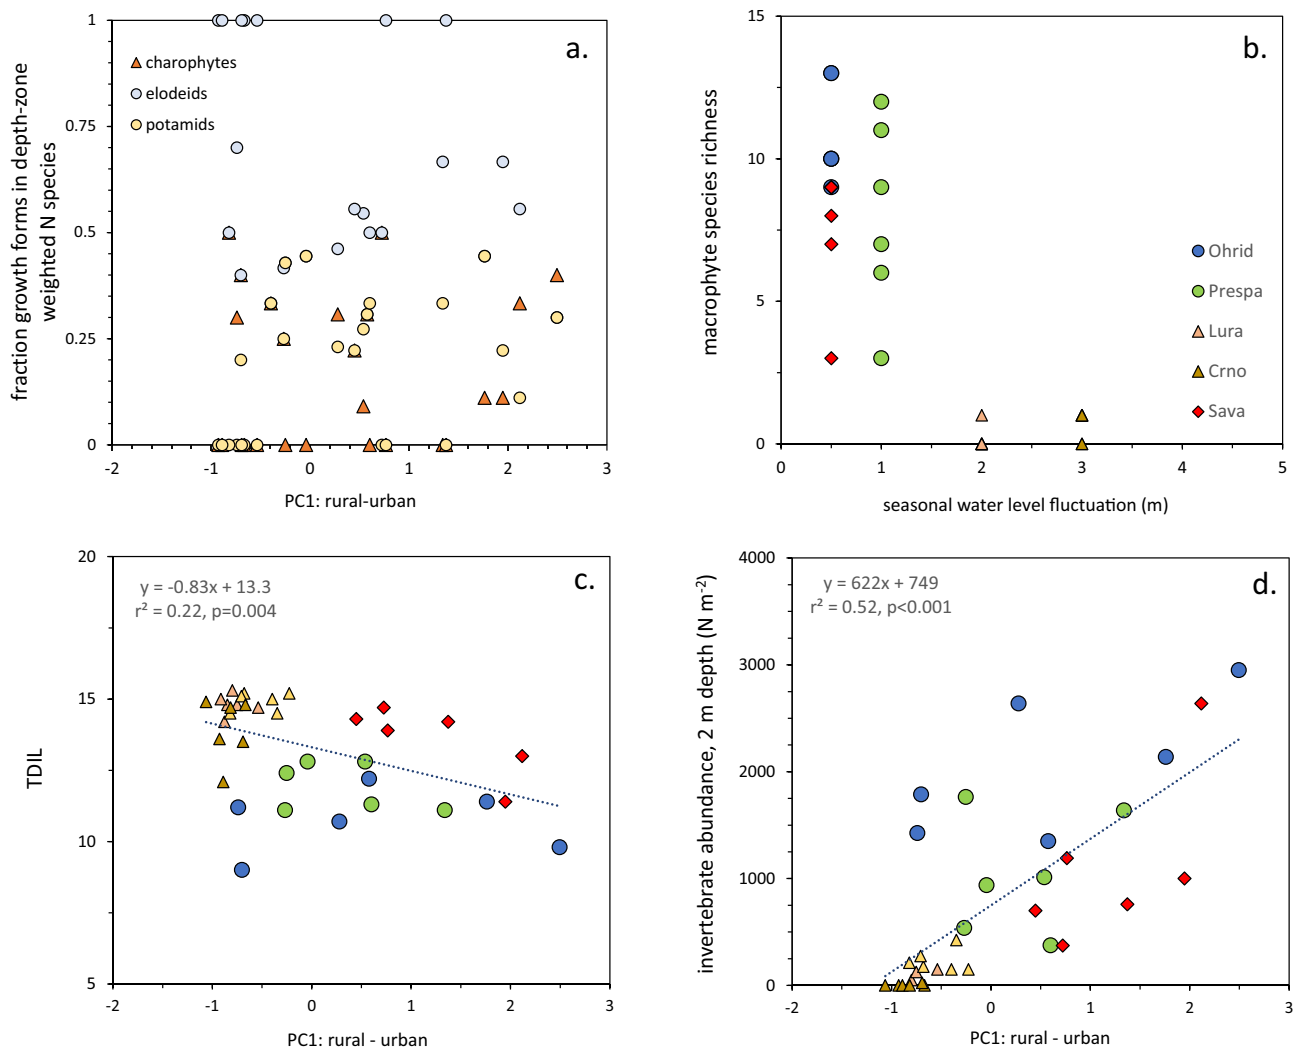 a.
charophytes
elodeids
potamids
fraction growth forms in depth-zone
weighted N species
1
0.75
0.5
0.25
0
-2 -1 0 1 2 3
PC1: rural-urban
b.
macrophyte species richness
15
10
5
0
0 1 2 3 4 5
seasonal water level fluctuation (m)
Ohrid
Prespa
Lura
Crno
Sava
c.
y = -0.83x + 13.3
r² = 0.22, p=0.004
TDIL
20
15
10
5
-2 -1 0 1 2 3
PC1: rural - urban
d.
y = 622x + 749
r² = 0.52, p<0.001
invertebrate abundance, 2 m depth (N m⁻²)
4000
3000
2000
1000
0
-2 -1 0 1 2 3
PC1: rural - urban